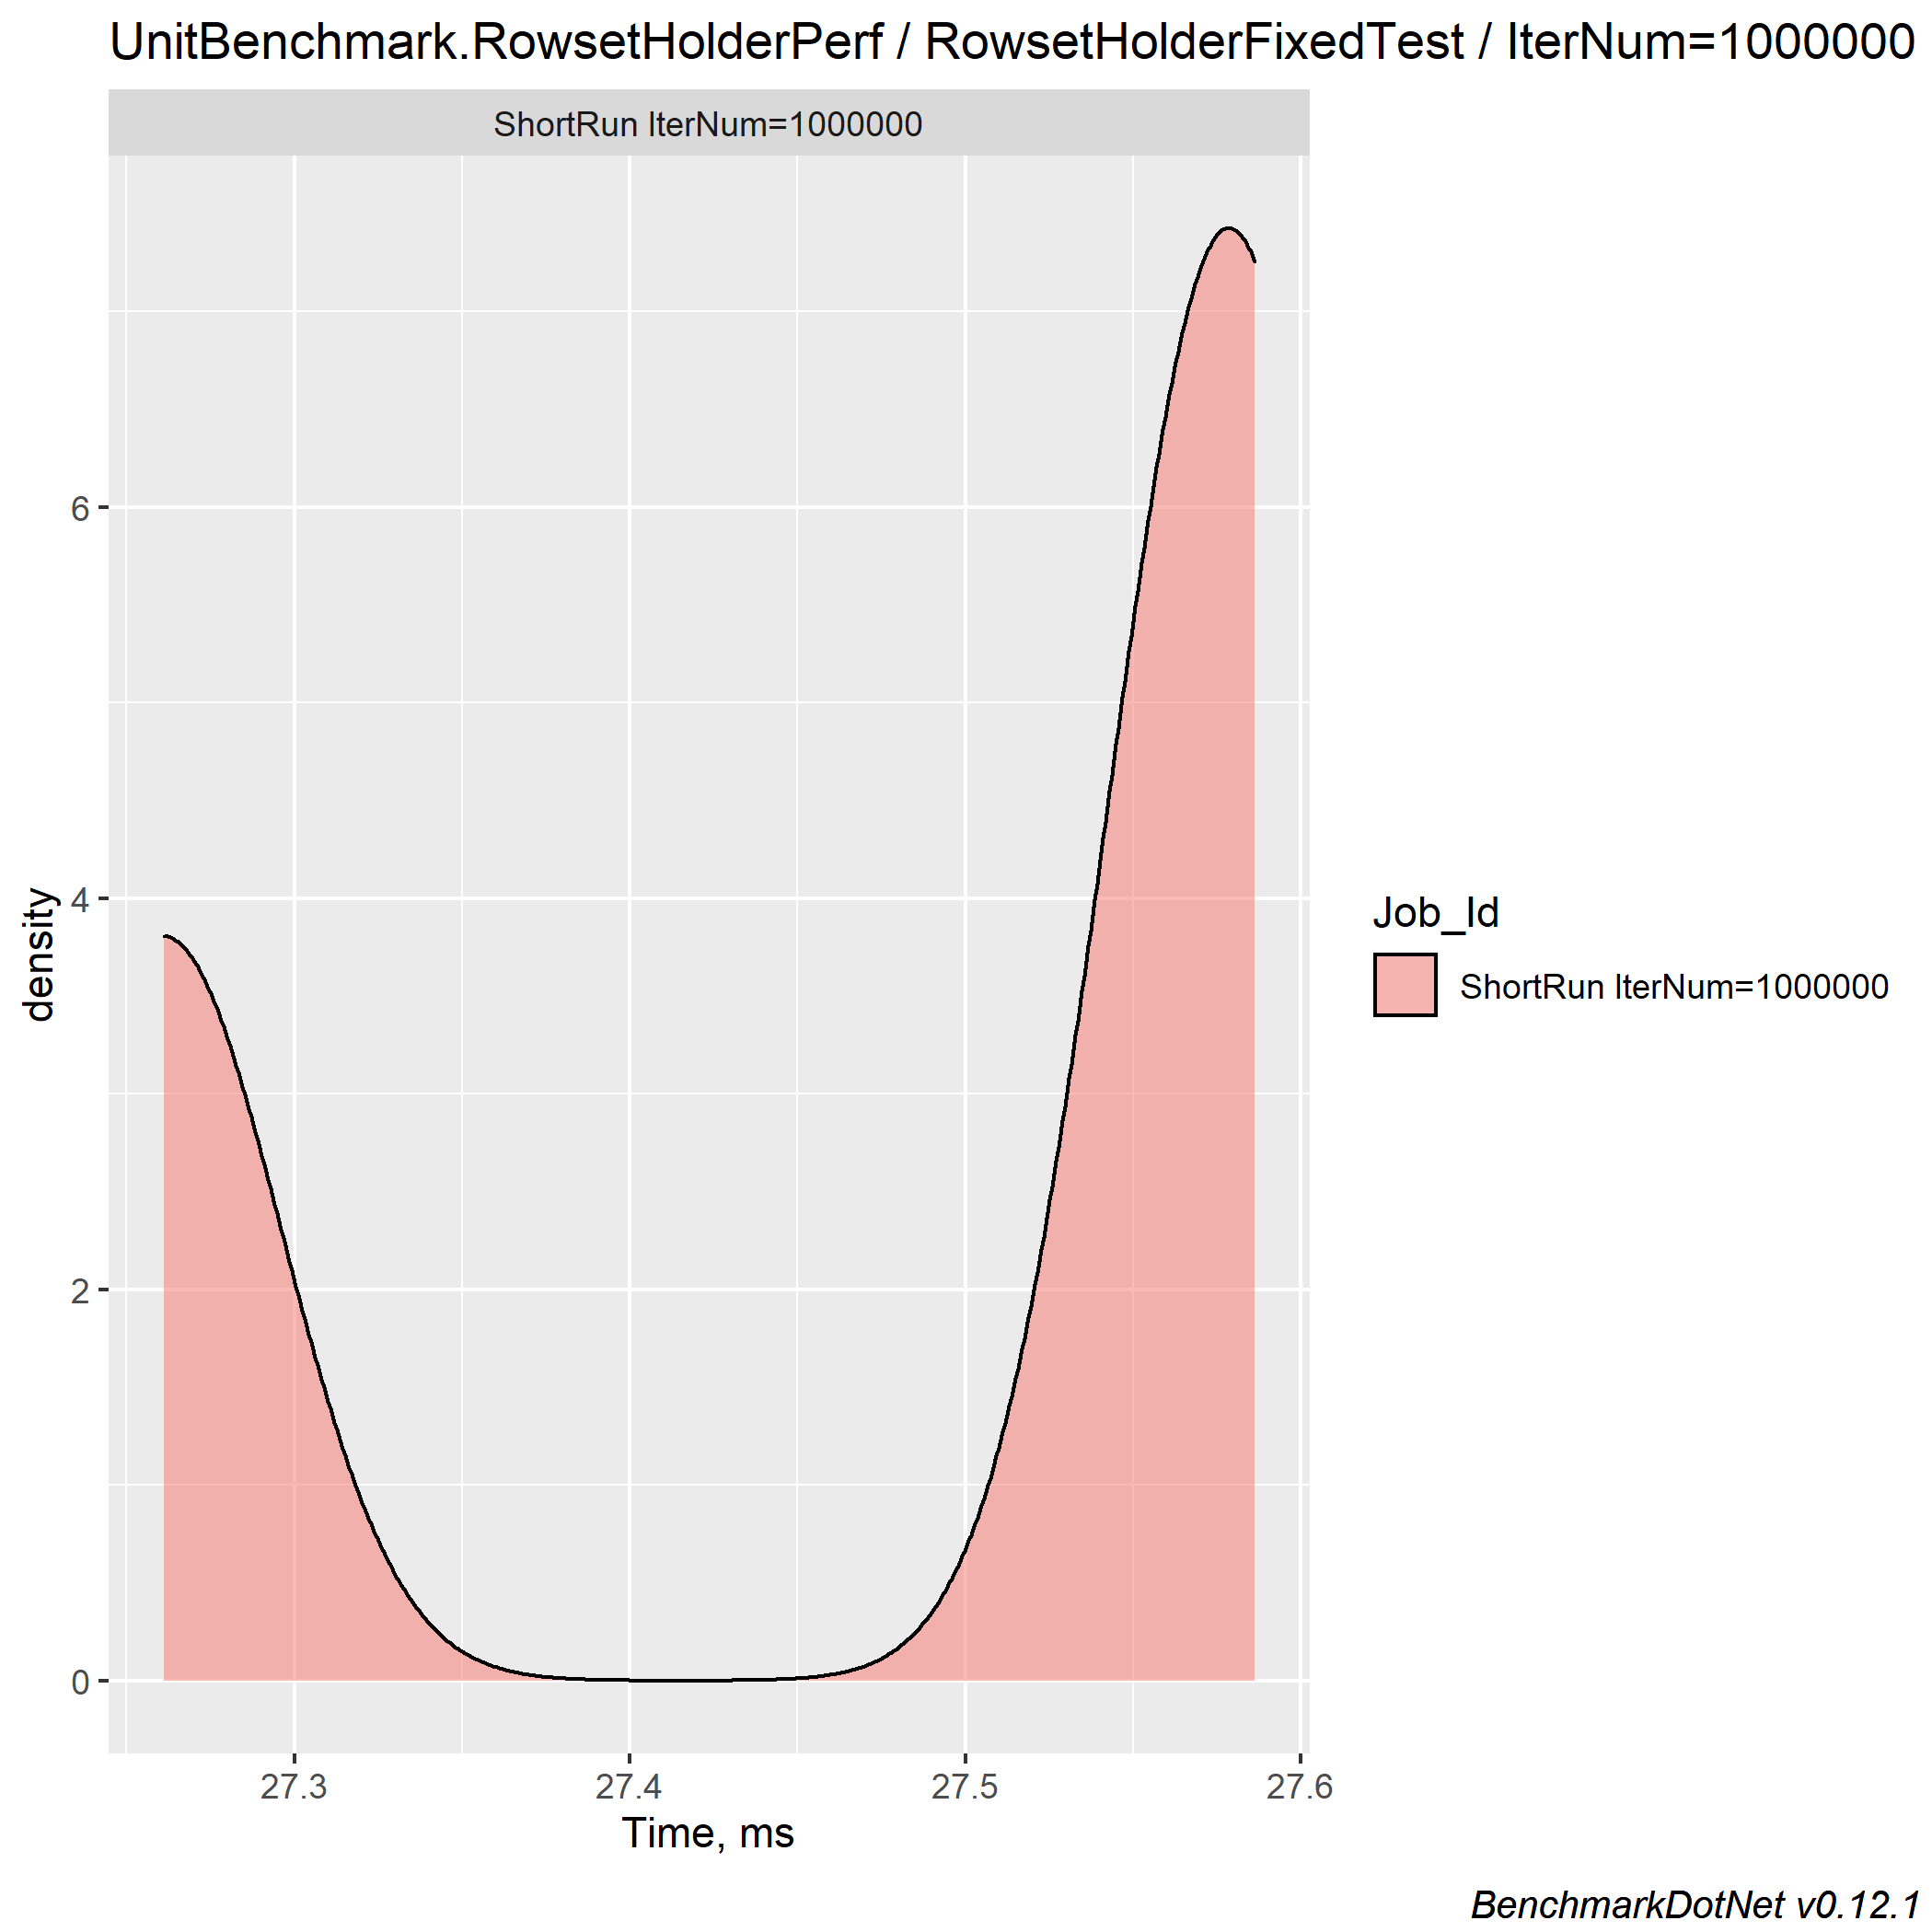 UnitBenchmark.RowsetHolderPerf / RowsetHolderFixedTest / IterNum=1000000
ShortRun IterNum=1000000
6
4
2
0
density
27.3 27.4 27.5 27.6
Time, ms
Job_Id
ShortRun IterNum=1000000
BenchmarkDotNet v0.12.1